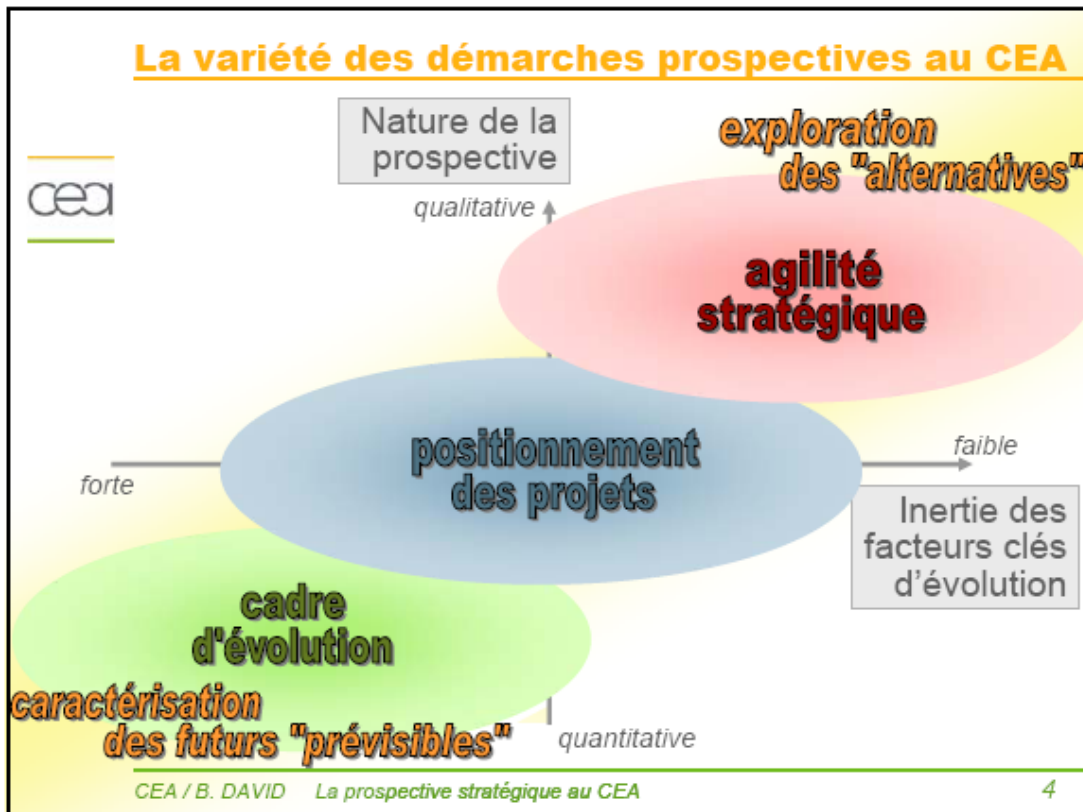 La variété des démarches prospectives au CEA
Nature de la
prospective
exploration
des "alternatives"
cea
qualitative
agilité
stratégique
positionnement
des projets
faible
forte
Inertie des
facteurs clés
d'évolution
cadre
d'évolution
caractérisation
des futurs "prévisibles"
quantitative
CEA / B. DAVID La prospective stratégique au CEA
4